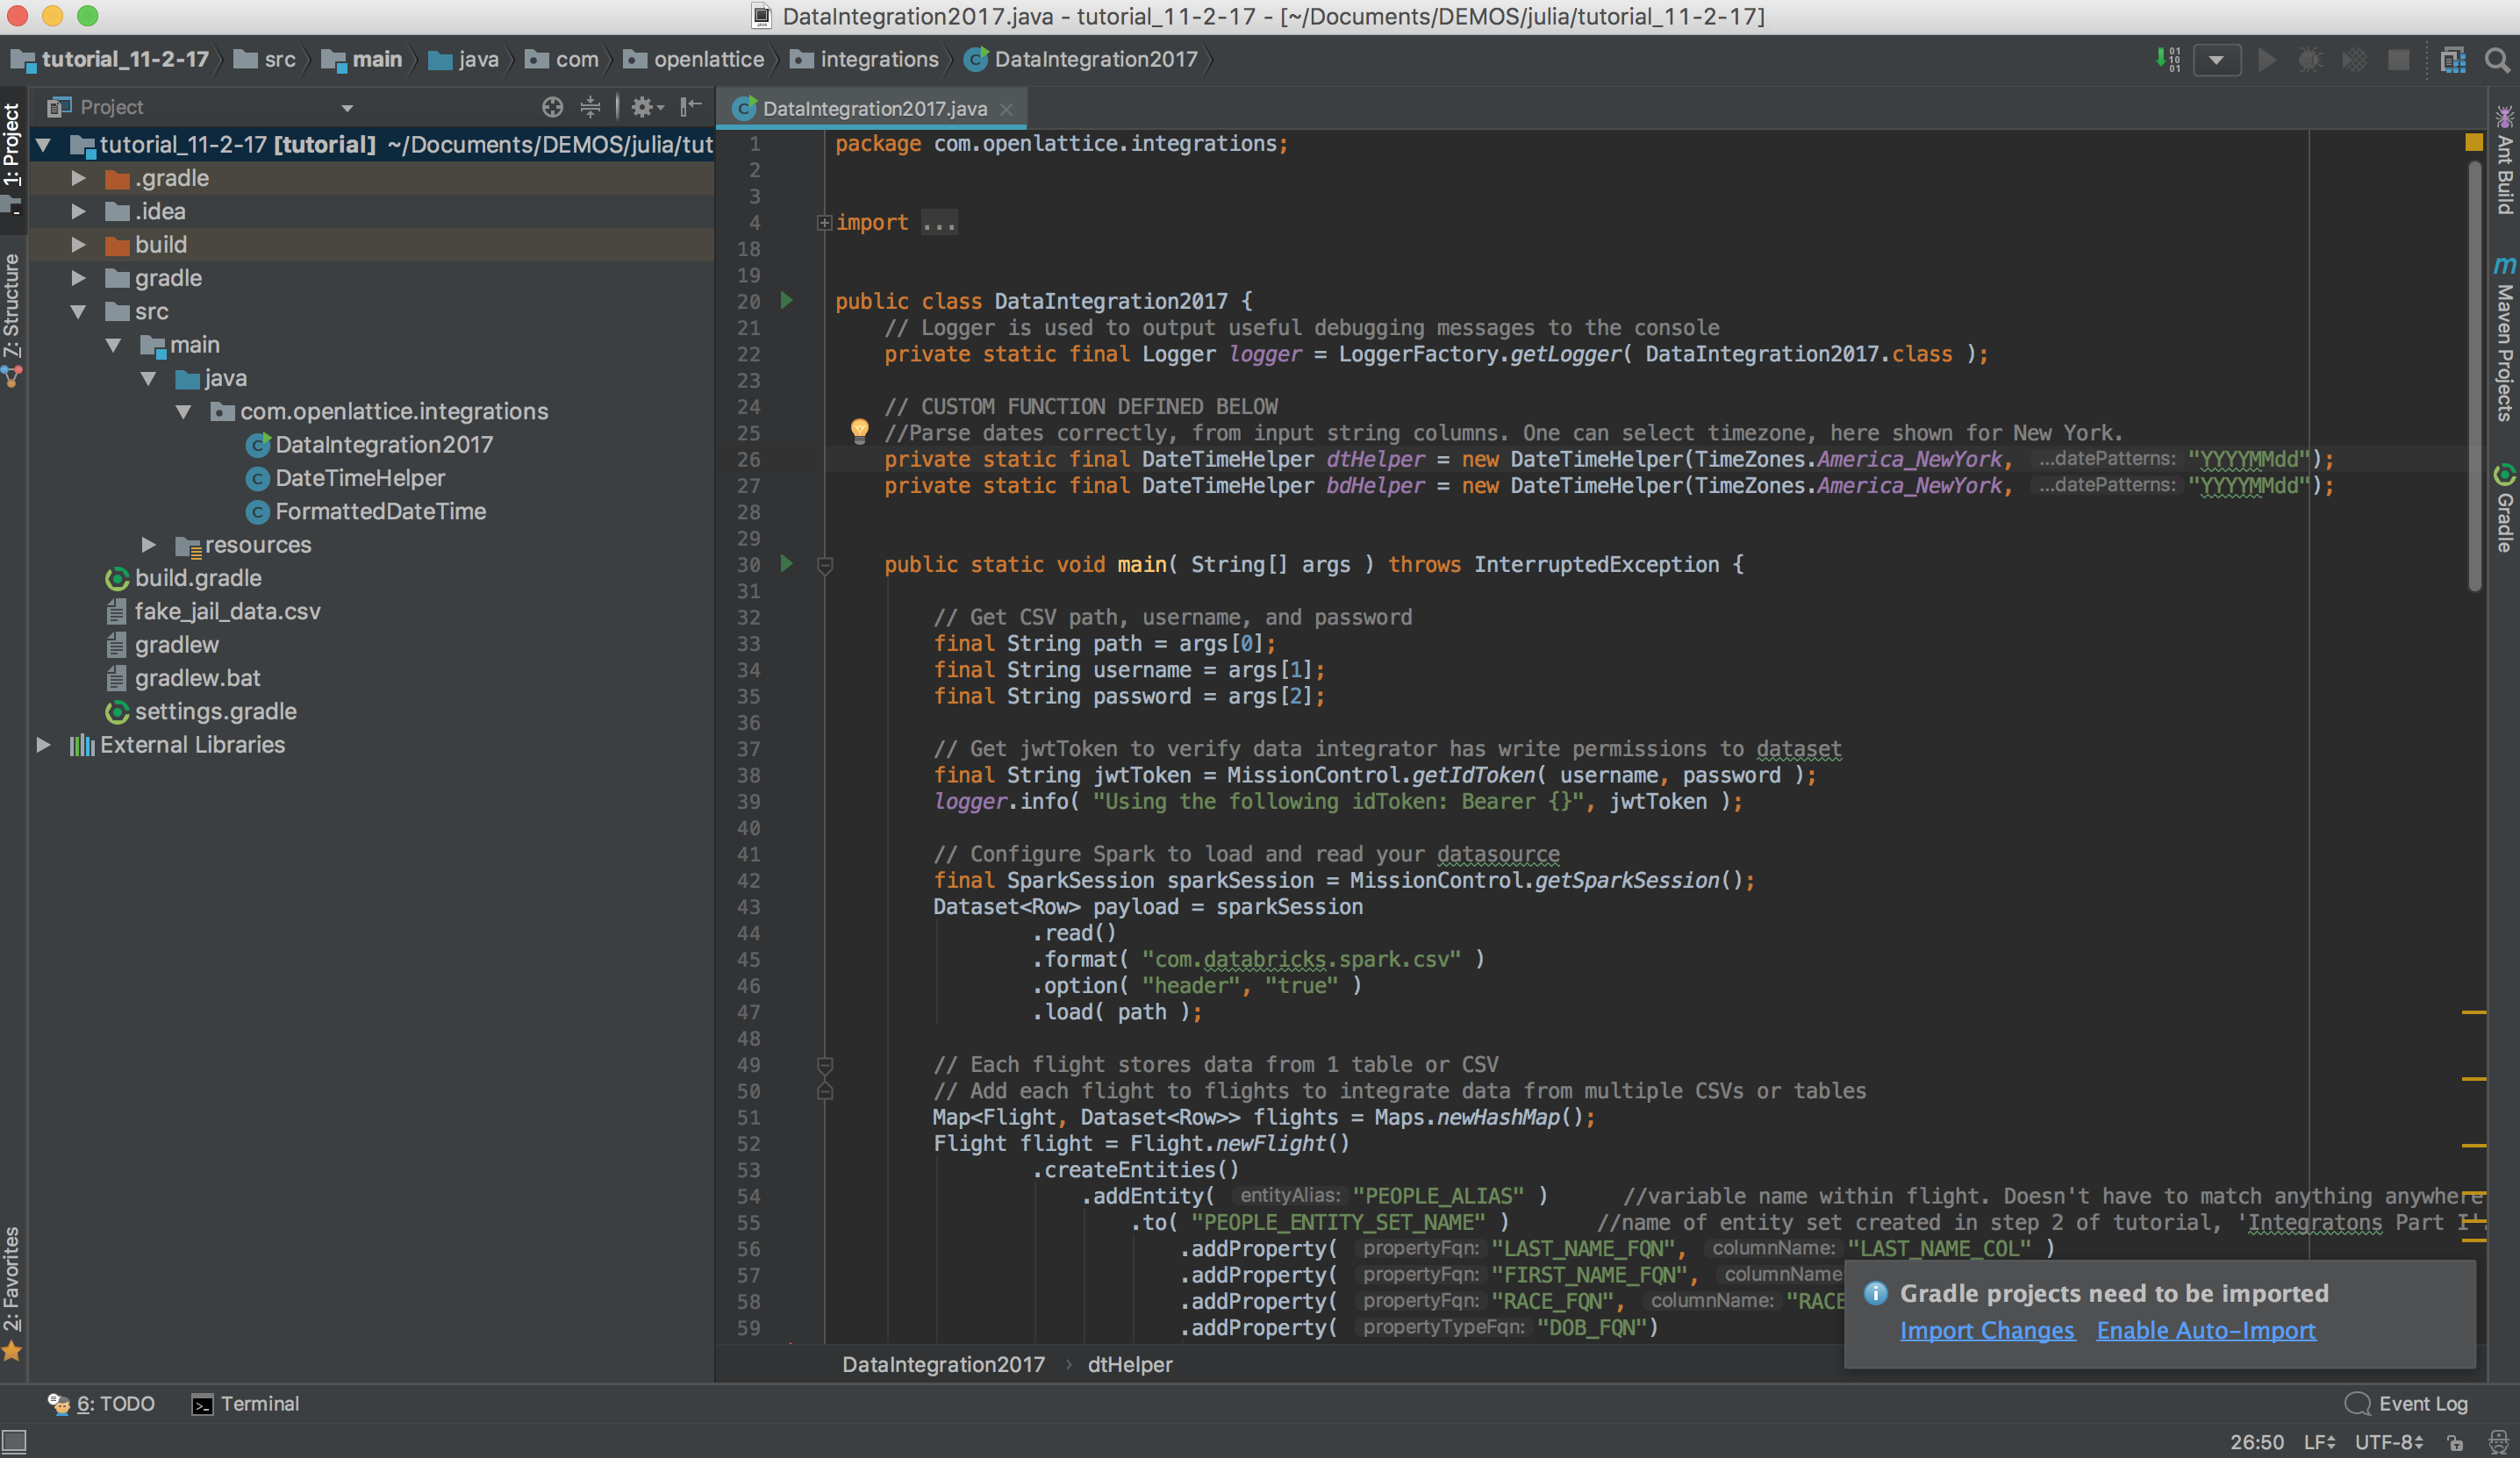 DataIntegration2017.java - tutorial_11-2-17 - [~/Documents/DEMOS/julia/tutorial_11-2-17]
tutorial_11-2-17 src main java com openlattice integrations DataIntegration2017
Project
1: Project
7: Structure
2: Favorites
tutorial_11-2-17 [tutorial] ~/Documents/DEMOS/julia/tut
.gradle
.idea
build
gradle
src
main
java
com.openlattice.integrations
DataIntegration2017
DateTimeHelper
FormattedDateTime
resources
build.gradle
fake_jail_data.csv
gradlew
gradlew.bat
settings.gradle
External Libraries
DataIntegration2017.java
1 package com.openlattice.integrations;
2
3
4 import ...
18
19
20 public class DataIntegration2017 {
21 // Logger is used to output useful debugging messages to the console
22 private static final Logger logger = LoggerFactory.getLogger( DataIntegration2017.class );
23
24 // CUSTOM FUNCTION DEFINED BELOW
25 //Parse dates correctly, from input string columns. One can select timezone, here shown for New York.
26 private static final DateTimeHelper dtHelper = new DateTimeHelper(TimeZones.America_NewYork, ...datePatterns: "YYYYMMdd");
27 private static final DateTimeHelper bdHelper = new DateTimeHelper(TimeZones.America_NewYork, ...datePatterns: "YYYYMMdd");
28
29
30 public static void main( String[] args ) throws InterruptedException {
31
32 // Get CSV path, username, and password
33 final String path = args[0];
34 final String username = args[1];
35 final String password = args[2];
36
37 // Get jwtToken to verify data integrator has write permissions to dataset
38 final String jwtToken = MissionControl.getIdToken( username, password );
39 logger.info( "Using the following idToken: Bearer {}", jwtToken );
40
41 // Configure Spark to load and read your datasource
42 final SparkSession sparkSession = MissionControl.getSparkSession();
43 Dataset<Row> payload = sparkSession
44 .read()
45 .format( "com.databricks.spark.csv" )
46 .option( "header", "true" )
47 .load( path );
48
49 // Each flight stores data from 1 table or CSV
50 // Add each flight to flights to integrate data from multiple CSVs or tables
51 Map<Flight, Dataset<Row>> flights = Maps.newHashMap();
52 Flight flight = Flight.newFlight()
53 .createEntities()
54 .addEntity( entityAlias: "PEOPLE_ALIAS" ) //variable name within flight. Doesn't have to match anything anywhere
55 .to( "PEOPLE_ENTITY_SET_NAME" ) //name of entity set created in step 2 of tutorial, 'Integratons Part I'.
56 .addProperty( propertyFqn: "LAST_NAME_FQN", columnName: "LAST_NAME_COL" )
57 .addProperty( propertyFqn: "FIRST_NAME_FQN", columnName
58 .addProperty( propertyFqn: "RACE_FQN", columnName: "RACE
59 .addProperty( propertyTypeFqn: "DOB_FQN")
Gradle projects need to be imported
Import Changes Enable Auto-Import
DataIntegration2017 › dtHelper
Ant Build
m Maven Projects
Gradle
6: TODO Terminal Event Log
26:50 LF UTF-8